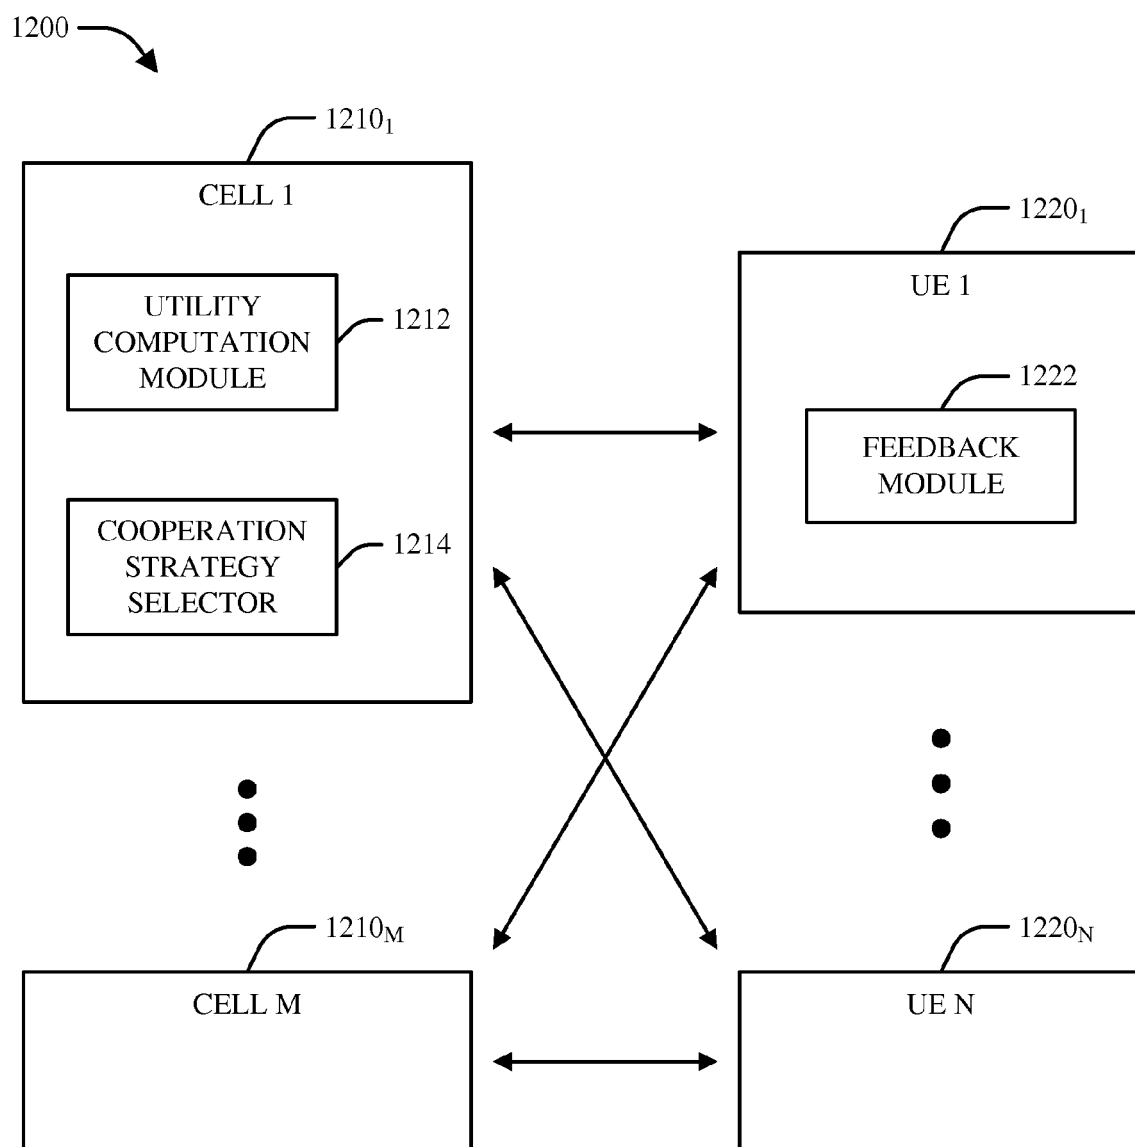 1200
1210₁
CELL 1
UTILITY
COMPUTATION
MODULE
1212
COOPERATION
STRATEGY
SELECTOR
1214
1220₁
UE 1
1222
FEEDBACK
MODULE
1210M
CELL M
1220N
UE N